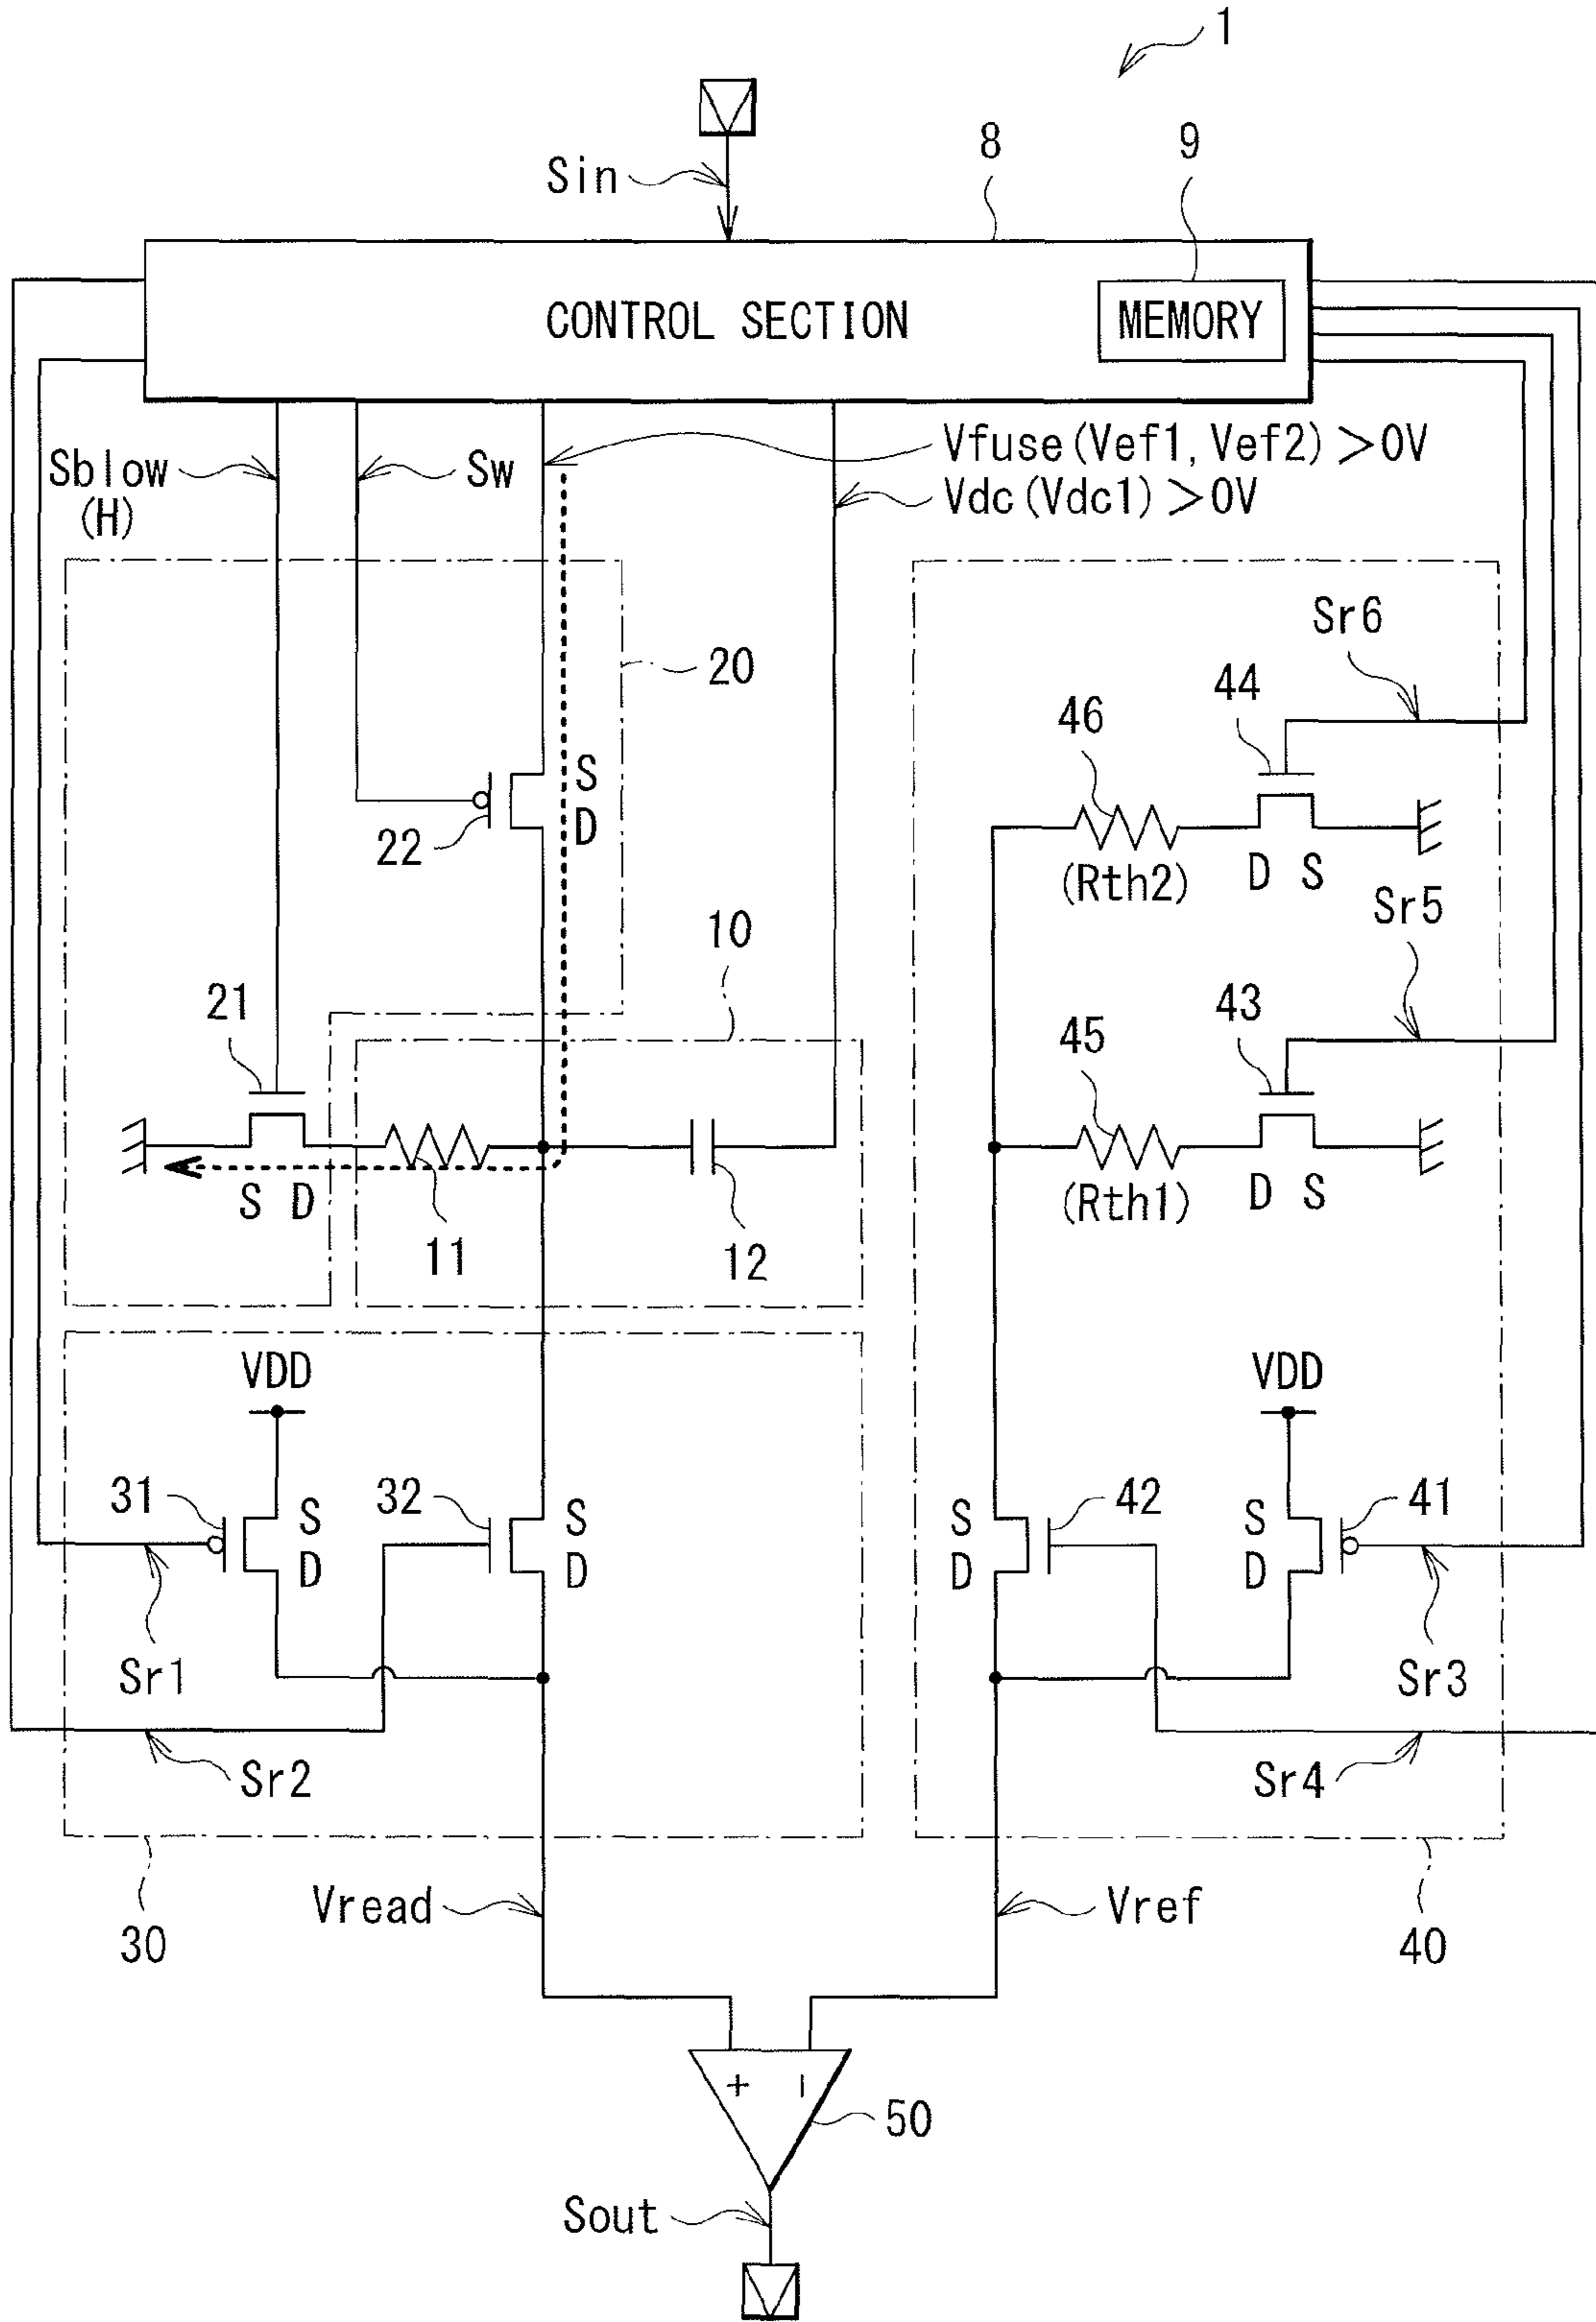 1
Sin
8
9
CONTROL SECTION
MEMORY
Sblow
(H)
Sw
Vfuse(Vef1, Vef2)>0V
Vdc(Vdc1)>0V
20
Sr6
44
46
S
D
22
(Rth2)
D S
Sr5
10
21
43
45
S D
11
12
(Rth1)
D S
VDD
VDD
31
S
D
32
S
D
S
D
42
S
D
41
Sr1
Sr3
Sr2
Sr4
Vread
Vref
30
40
+ −
50
Sout